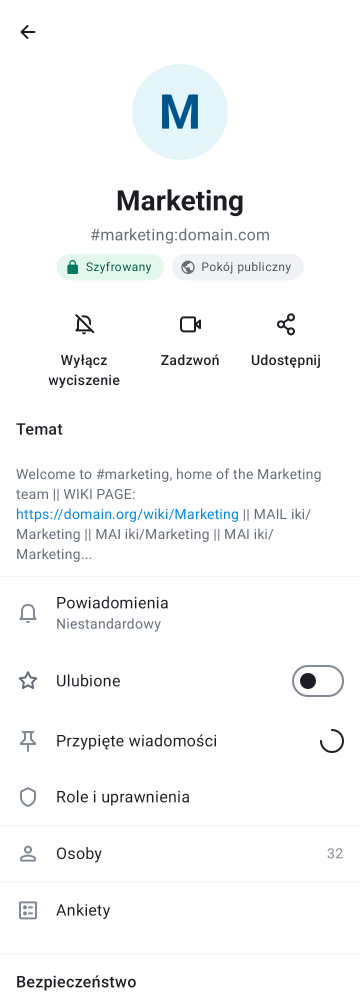 M
Marketing
#marketing:domain.com
Szyfrowany
Pokój publiczny
Wyłącz
wyciszenie
Zadzwoń
Udostępnij
Temat
Welcome to #marketing, home of the Marketing
team || WIKI PAGE:
https://domain.org/wiki/Marketing || MAIL iki/
Marketing || MAI iki/Marketing || MAI iki/
Marketing...
Powiadomienia
Niestandardowy
Ulubione
Przypięte wiadomości
Role i uprawnienia
Osoby 32
Ankiety
Bezpieczeństwo